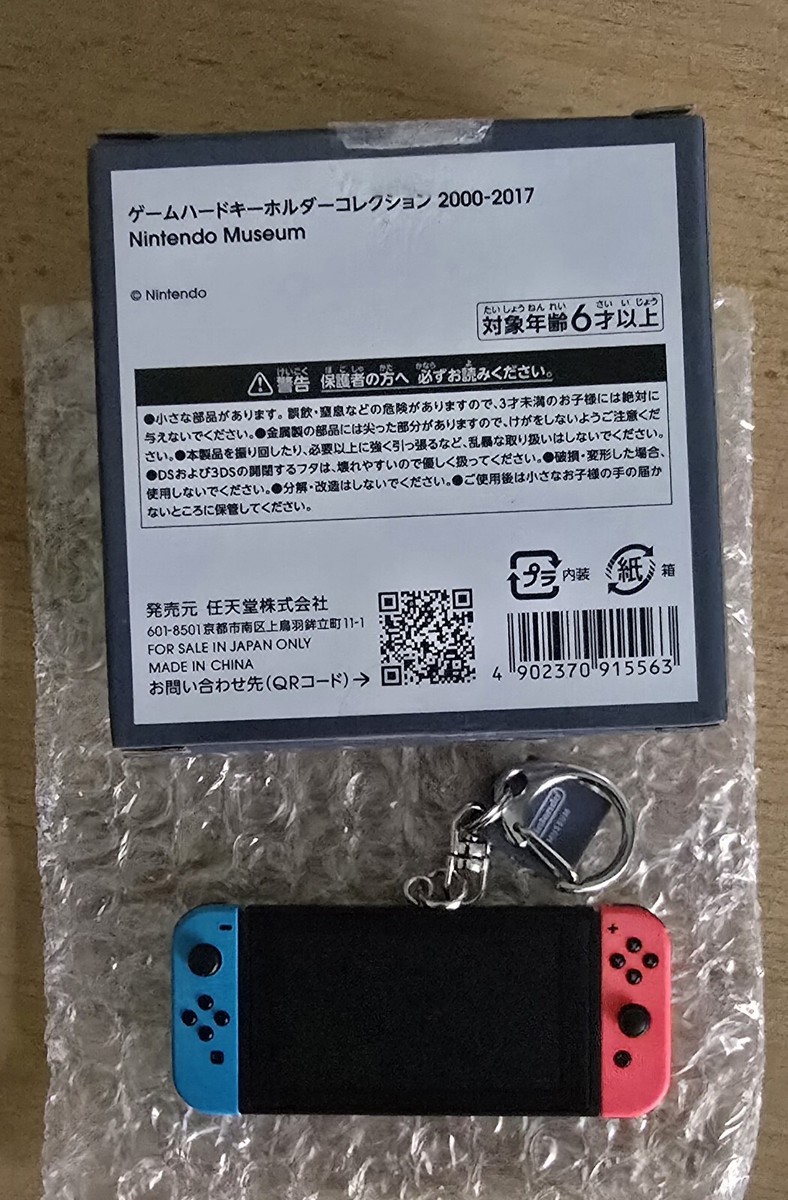 ゲームハードキーホルダーコレクション 2000-2017
Nintendo Museum
© Nintendo
たいしょうねんれい さいいじょう
対象年齢6才以上
けいこく ほごしゃ かた かなら よ
⚠警告 保護者の方へ 必ずお読みください。
●小さな部品があります。誤飲・窒息などの危険がありますので、3才未満のお子様には絶対に
与えないでください。●金属製の部品には尖った部分がありますので、けがをしないようご注意くだ
さい。●本製品を振り回したり、必要以上に強く引っ張るなど、乱暴な取り扱いはしないでください。
●DSおよび3DSの開閉するフタは、壊れやすいので優しく扱ってください。●破損・変形した場合、
使用しないでください。●分解・改造はしないでください。●ご使用後は小さなお子様の手の届か
ないところに保管してください。
プラ 内装 紙 箱
発売元 任天堂株式会社
601-8501京都市南区上鳥羽鉾立町11-1
FOR SALE IN JAPAN ONLY
MADE IN CHINA
お問い合わせ先(QRコード)→
4 902370 915563
Nintendo
MUSEUM